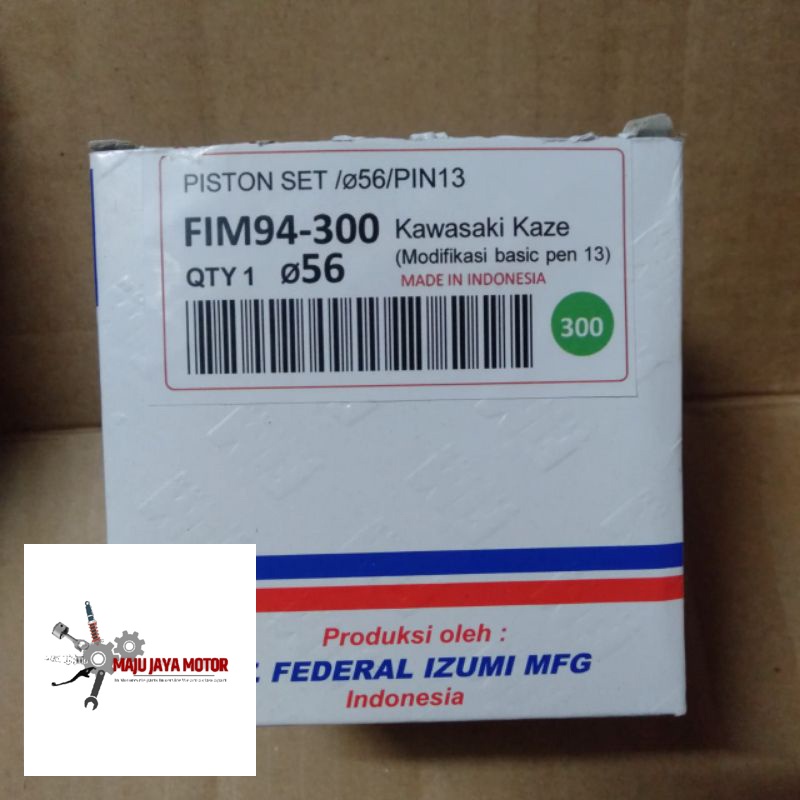 PISTON SET /ø56/PIN13
FIM94-300 Kawasaki Kaze
(Modifikasi basic pen 13)
QTY 1 ø56 MADE IN INDONESIA
300
Produksi oleh :
FEDERAL IZUMI MFG
Indonesia
MAJU JAYA MOTOR